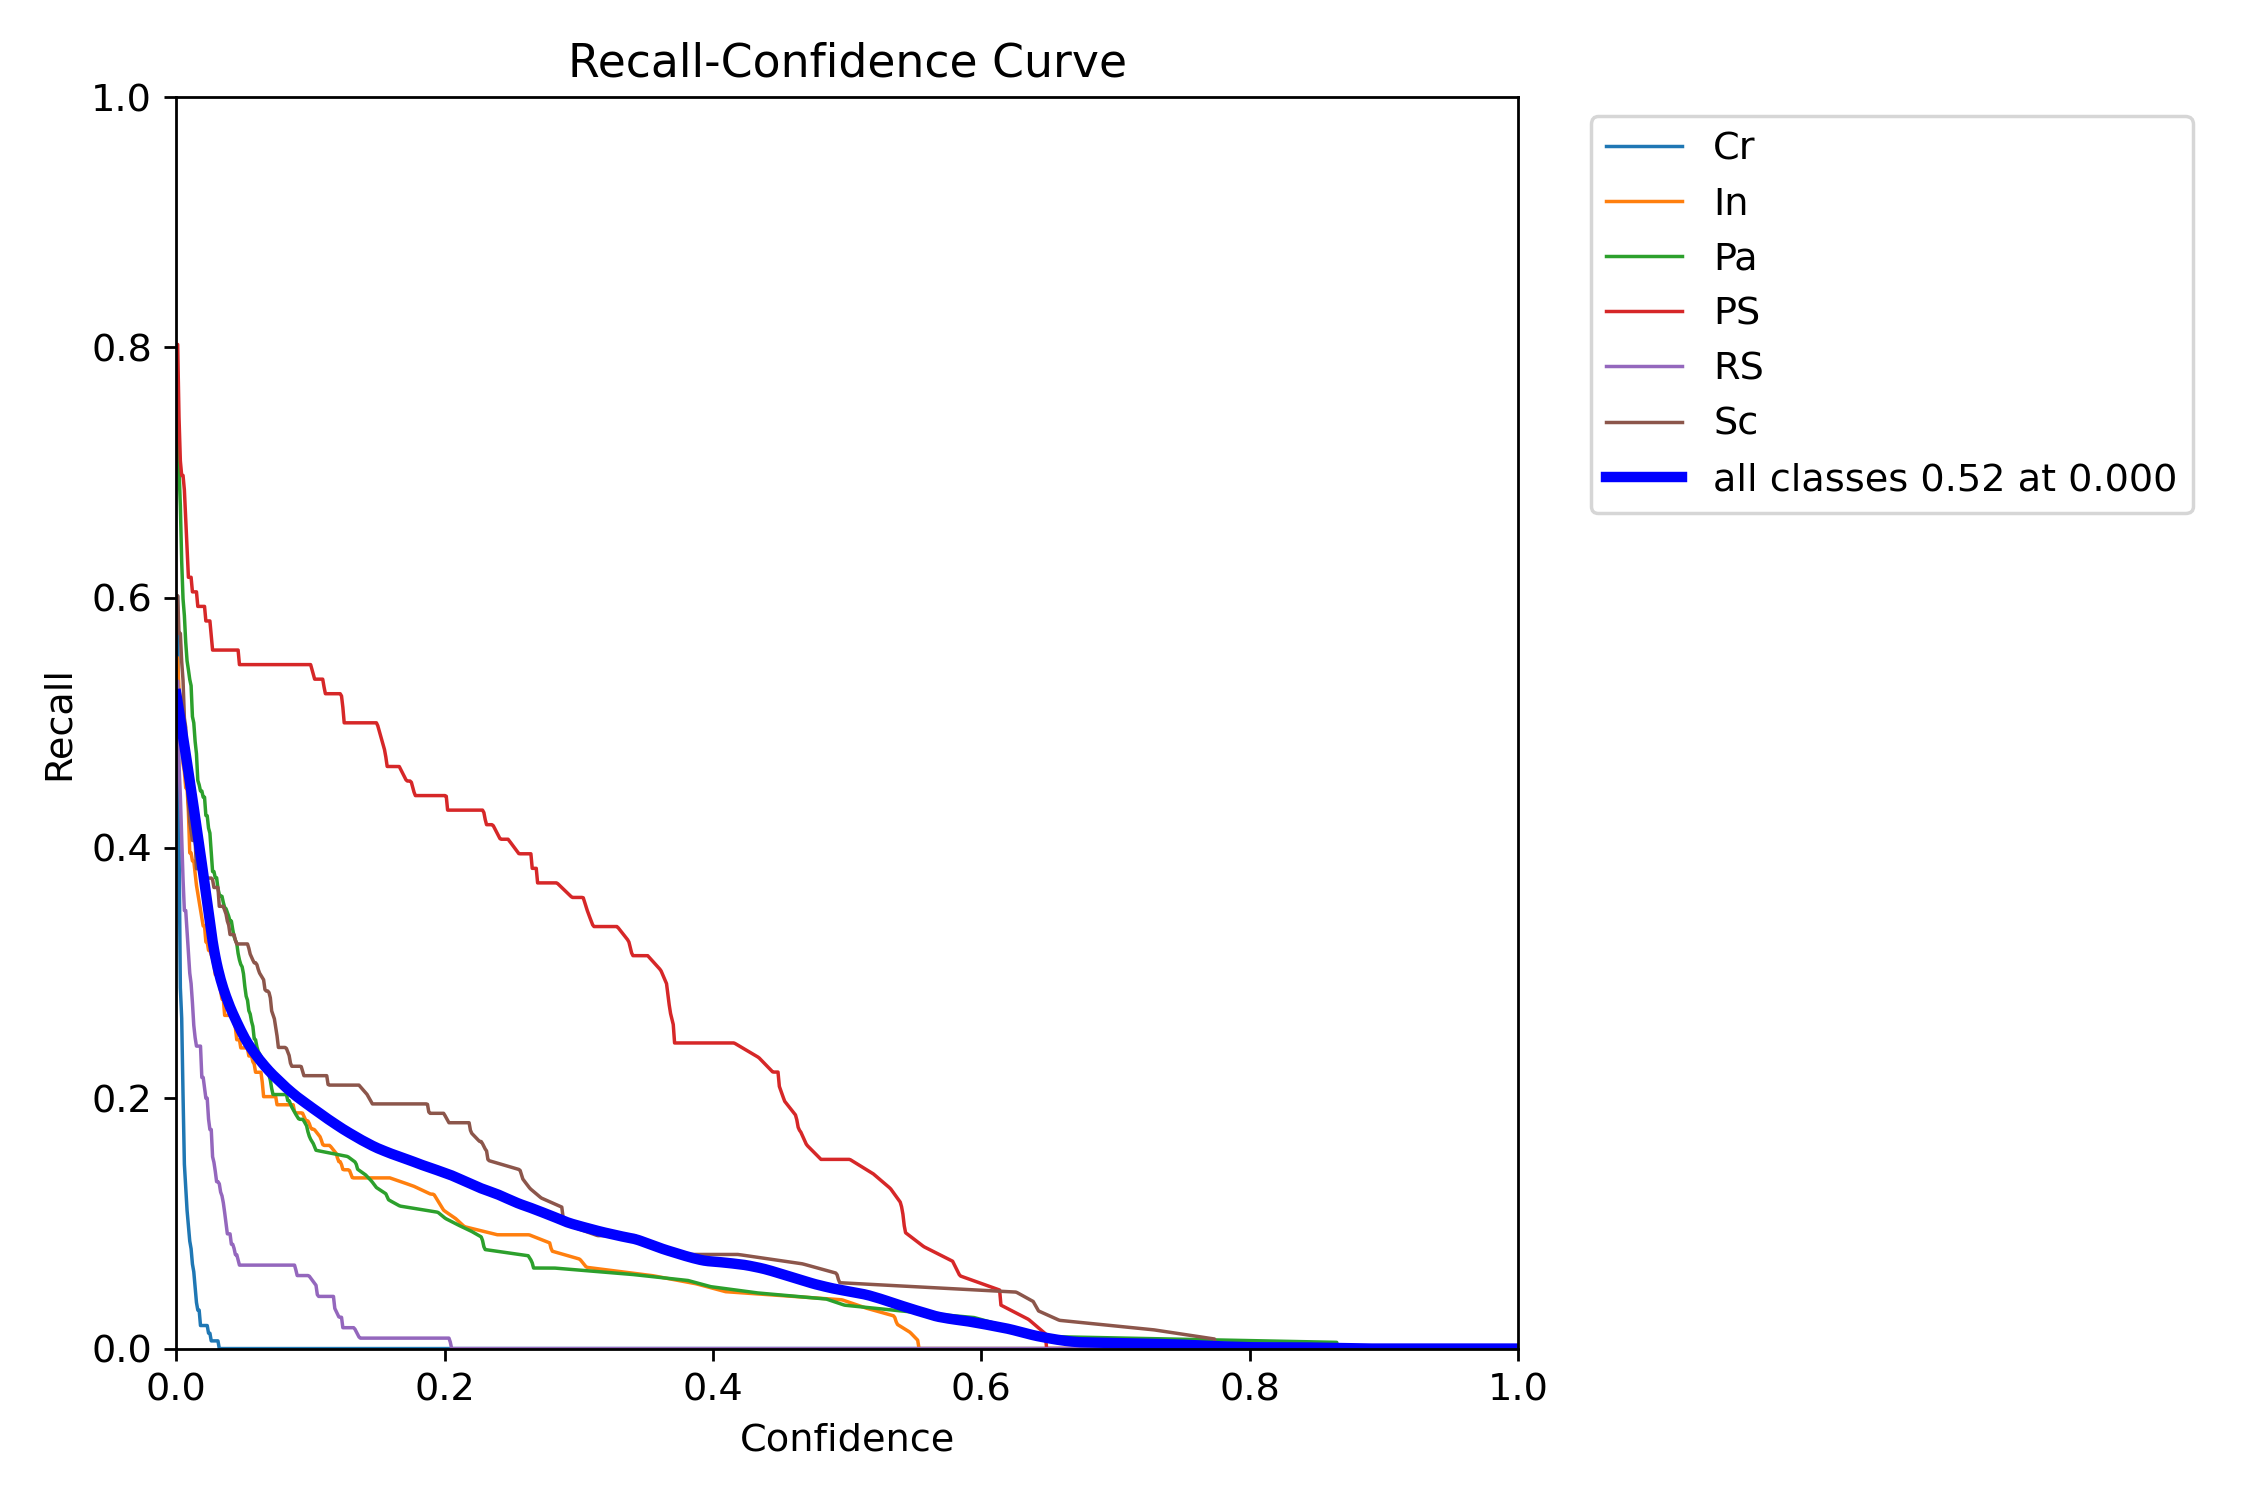 Recall-Confidence Curve
1.0
0.8
0.6
0.4
0.2
0.0
Recall
0.0 0.2 0.4 0.6 0.8 1.0
Confidence
Cr
In
Pa
PS
RS
Sc
all classes 0.52 at 0.000